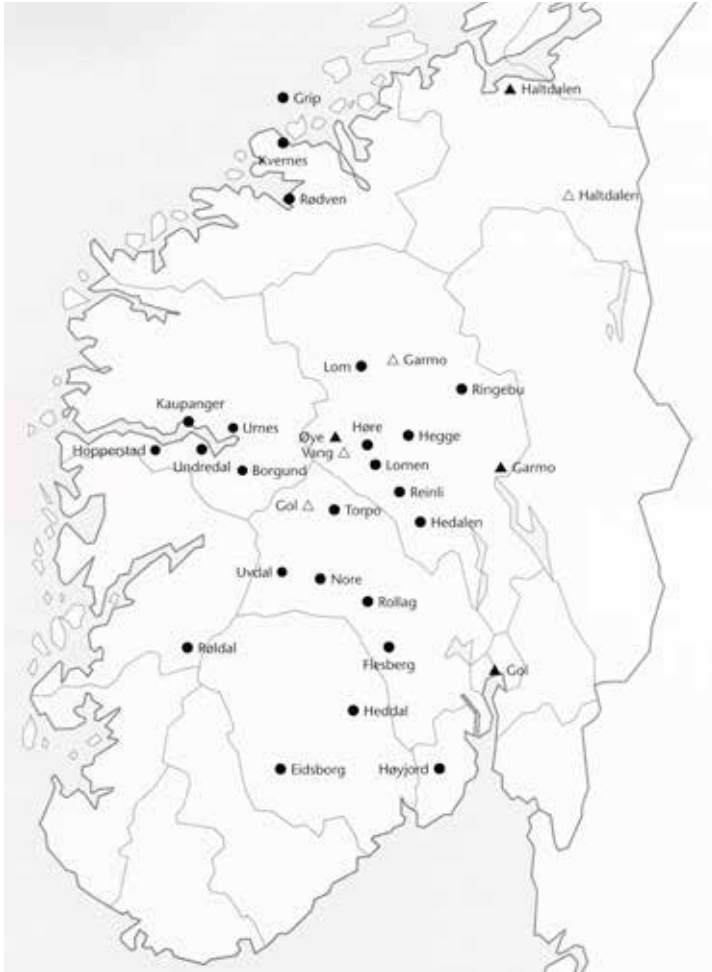 Grip
Haltdalen
Kvernes
Rødven
Haltdalen
Lom
Garmo
Ringebu
Kaupanger
Urnes
Øye
Høre
Hegge
Vang
Hopperstad
Undredal
Borgund
Lomen
Garmo
Reinli
Gol
Torpo
Hedalen
Uvdal
Nore
Rollag
Røldal
Flesberg
Gol
Heddal
Eidsborg
Høyjord